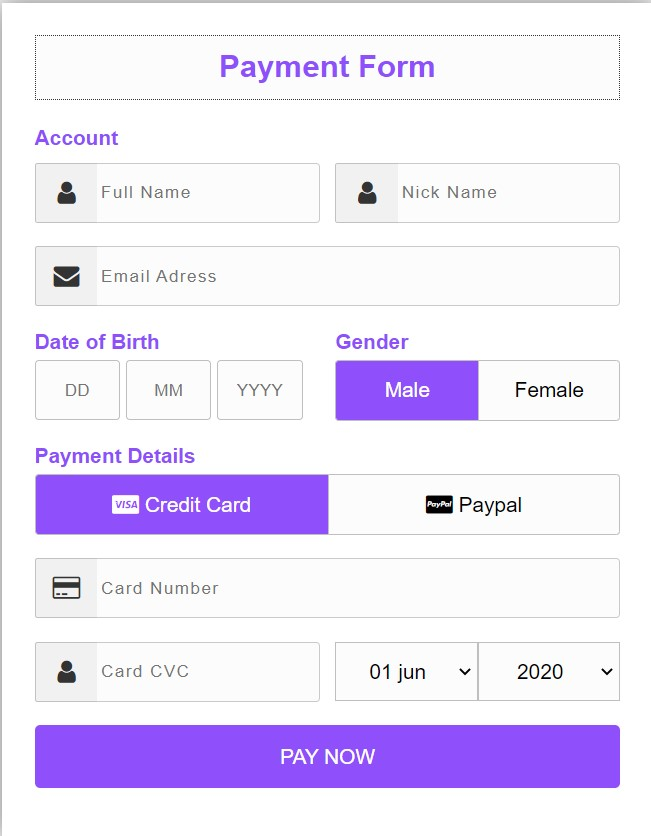 Payment Form
Account
Full Name Nick Name
Email Adress
Date of Birth Gender
DD MM YYYY Male Female
Payment Details
VISA Credit Card PayPal Paypal
Card Number
Card CVC 01 jun 2020
PAY NOW